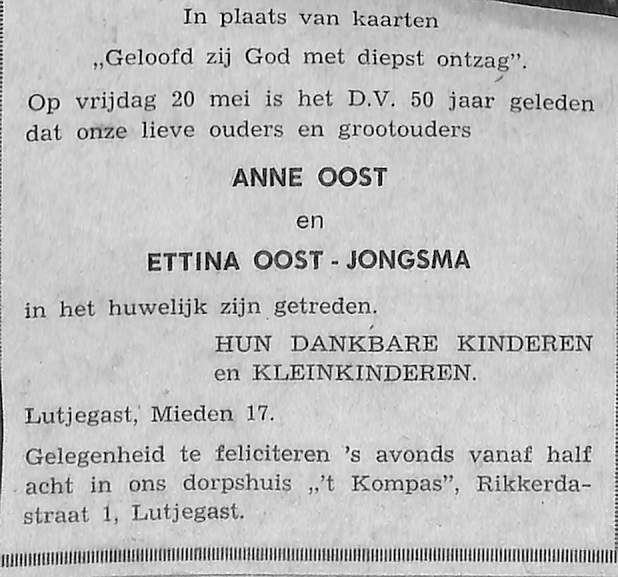 In plaats van kaarten
„Geloofd zij God met diepst ontzag”.
Op vrijdag 20 mei is het D.V. 50 jaar geleden
dat onze lieve ouders en grootouders
ANNE OOST
en
ETTINA OOST - JONGSMA
in het huwelijk zijn getreden.
HUN DANKBARE KINDEREN
en KLEINKINDEREN.
Lutjegast, Mieden 17.
Gelegenheid te feliciteren 's avonds vanaf half
acht in ons dorpshuis „'t Kompas”, Rikkerda-
straat 1, Lutjegast.